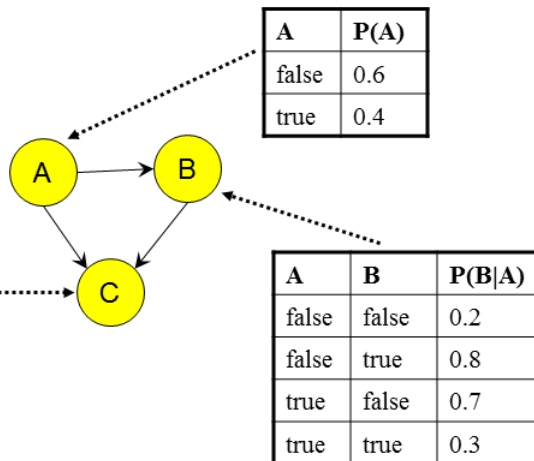 A P(A)
false 0.6
true 0.4
A
B
C
A B P(B|A)
false false 0.2
false true 0.8
true false 0.7
true true 0.3